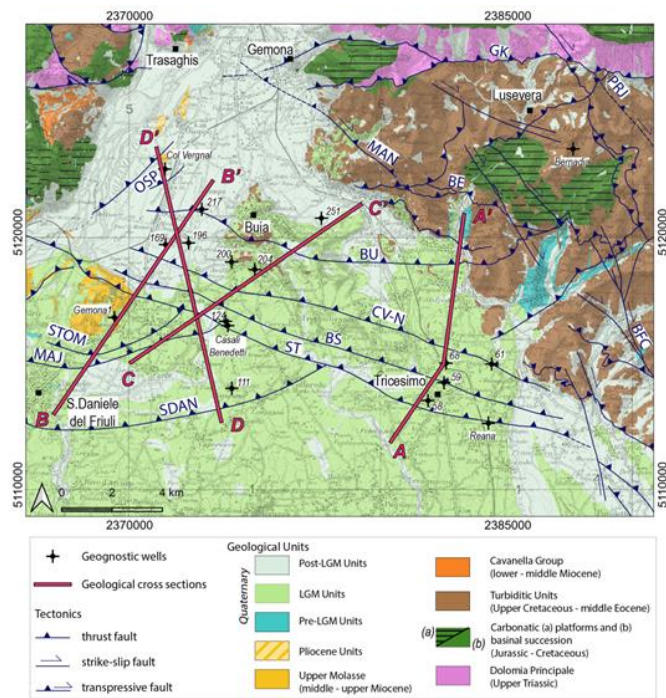 2370000 2385000
Gemona
Trasaghis
GK
PRJ
Lusevera
D'
MAN
Bernadia
Col Vergnal
B'
BE
OSP
217
C'
251
A'
5120000
5120000
Buia
169
196
BU
200
204
Gemona1
CV-N
124
BFC
STOM
Casali
Benedetti
BS
ST
68
61
MAJ
C
Tricesimo
59
111
B
S.Daniele
del Friuli
SDAN
58
D
Reana
A
5110000
5110000
0 2 4 km
2370000 2385000
Geognostic wells
Geological cross sections
Tectonics
thrust fault
strike-slip fault
transpressive fault
Geological Units
Quaternary
Post-LGM Units
LGM Units
Pre-LGM Units
Pliocene Units
Upper Molasse
(middle - upper Miocene)
Cavanella Group
(lower - middle Miocene)
Turbiditic Units
(Upper Cretaceous - middle Eocene)
(a)
(b)
Carbonatic (a) platforms and (b)
basinal succession
(Jurassic - Cretaceous)
Dolomia Principale
(Upper Triassic)